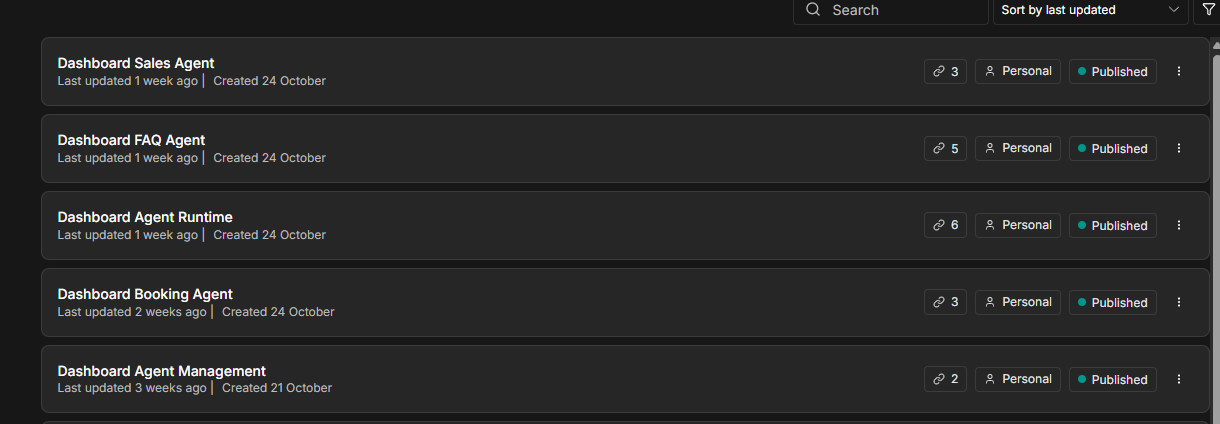 Search
Sort by last updated
Dashboard Sales Agent
Last updated 1 week ago | Created 24 October
3
Personal
Published
Dashboard FAQ Agent
Last updated 1 week ago | Created 24 October
5
Personal
Published
Dashboard Agent Runtime
Last updated 1 week ago | Created 24 October
6
Personal
Published
Dashboard Booking Agent
Last updated 2 weeks ago | Created 24 October
3
Personal
Published
Dashboard Agent Management
Last updated 3 weeks ago | Created 21 October
2
Personal
Published